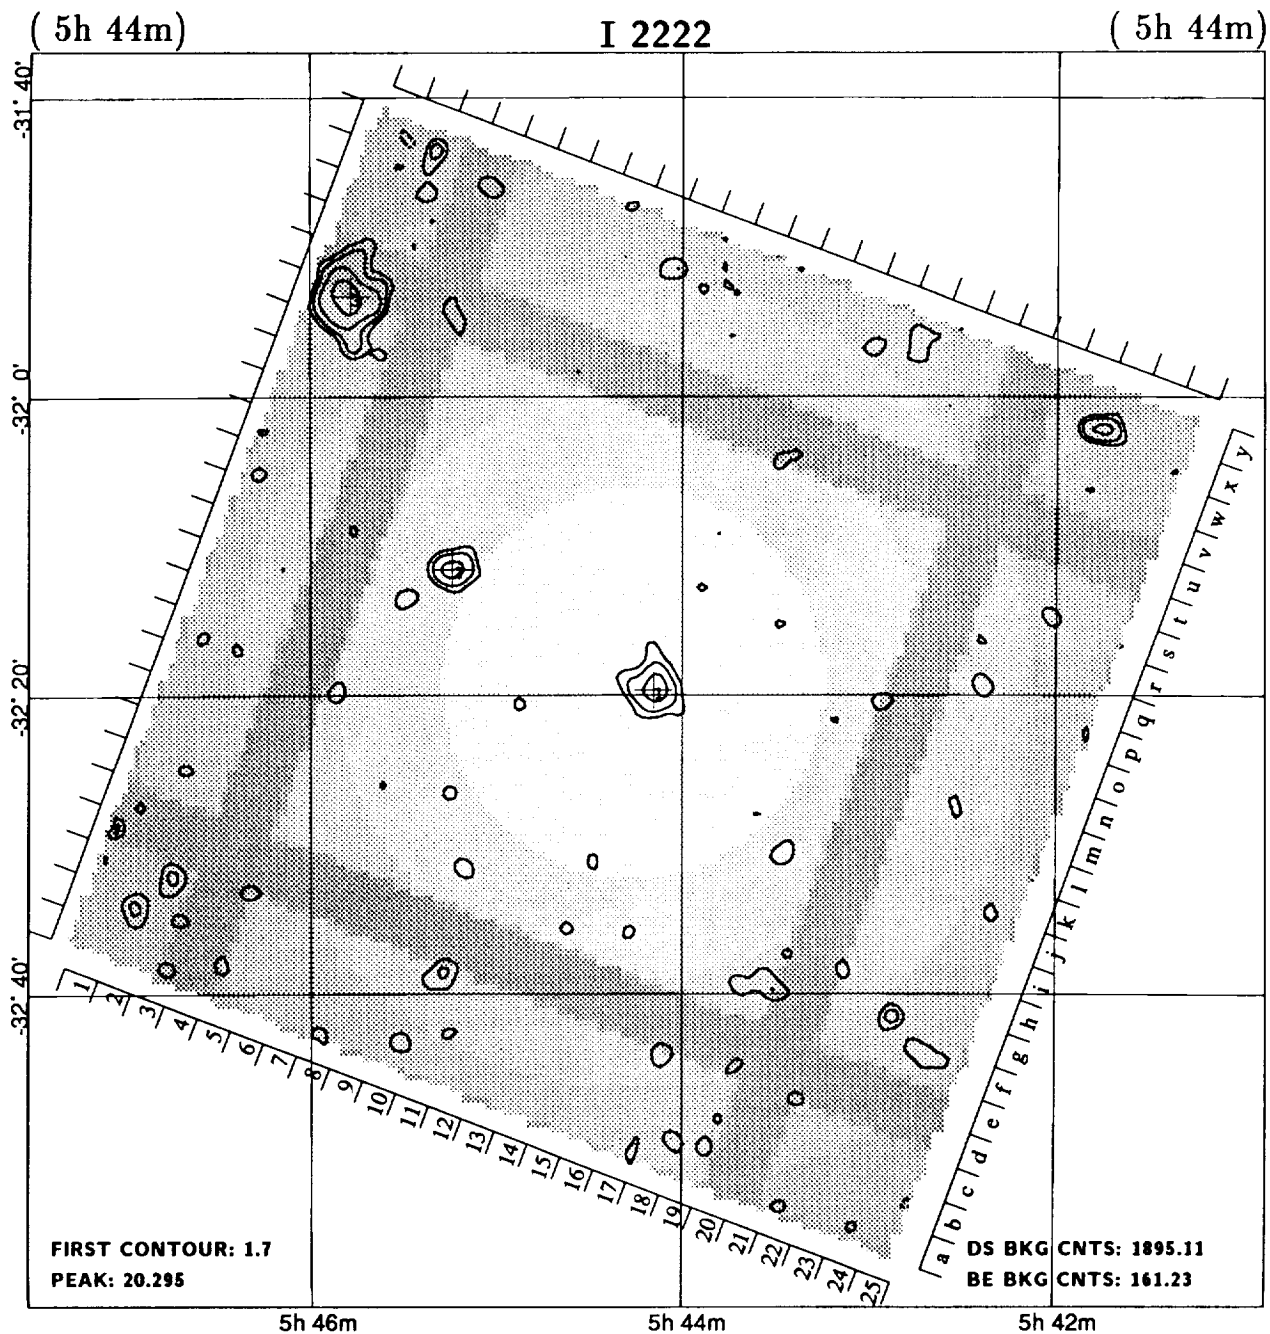 ( 5h 44m) I 2222 ( 5h 44m)
-31° 40'
-32° 0'
-32° 20'
-32° 40'
y
x
w
v
u
t
s
r
q
p
o
n
m
l
k
j
i
h
g
f
e
d
c
b
a
1 2 3 4 5 6 7 8 9 10 11 12 13 14 15 16 17 18 19 20 21 22 23 24 25
FIRST CONTOUR: 1.7
PEAK: 20.295
DS BKG CNTS: 1895.11
BE BKG CNTS: 161.23
5h 46m 5h 44m 5h 42m